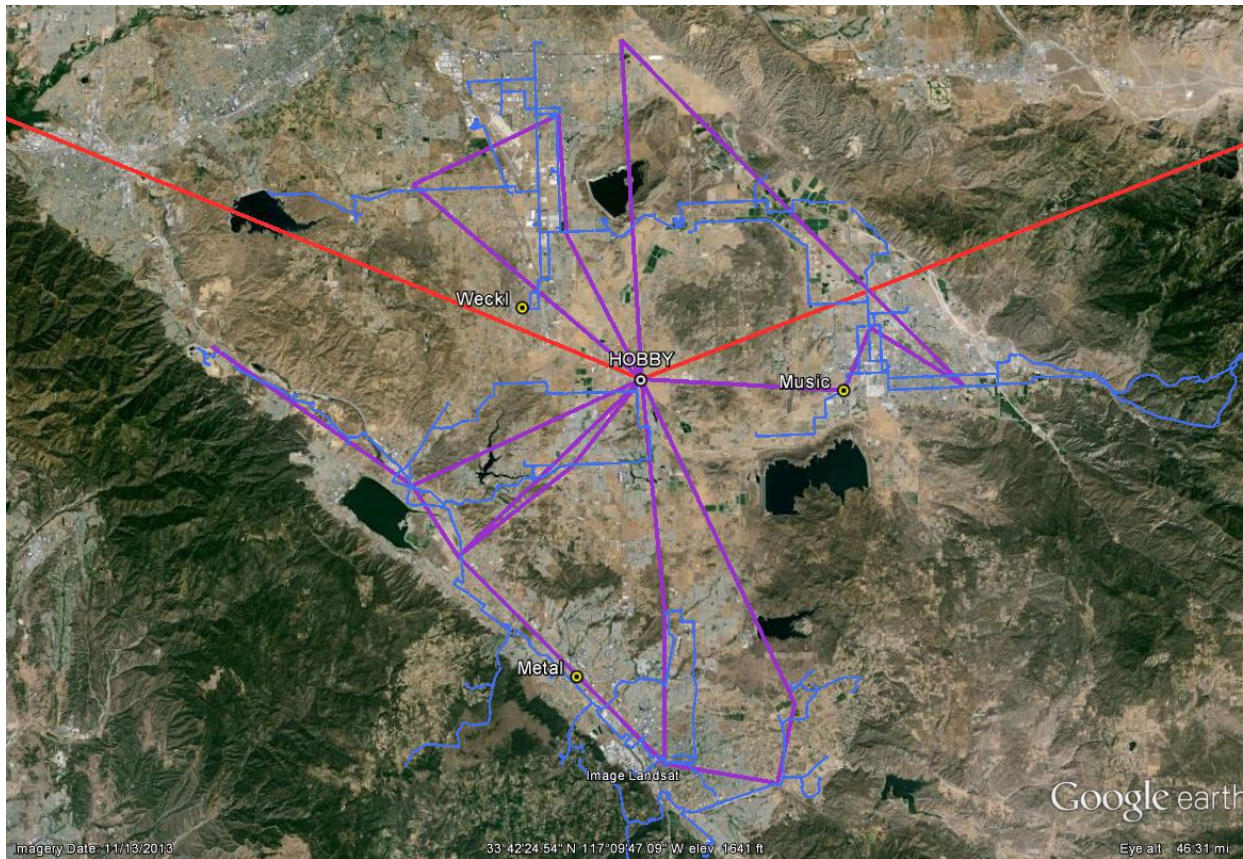 Weckl
HOBBY
Music
Metal
Image Landsat
Google earth
Imagery Date: 11/13/2013
33°42'24.54" N 117°09'47.09" W elev 1641 ft
Eye alt 46.31 mi